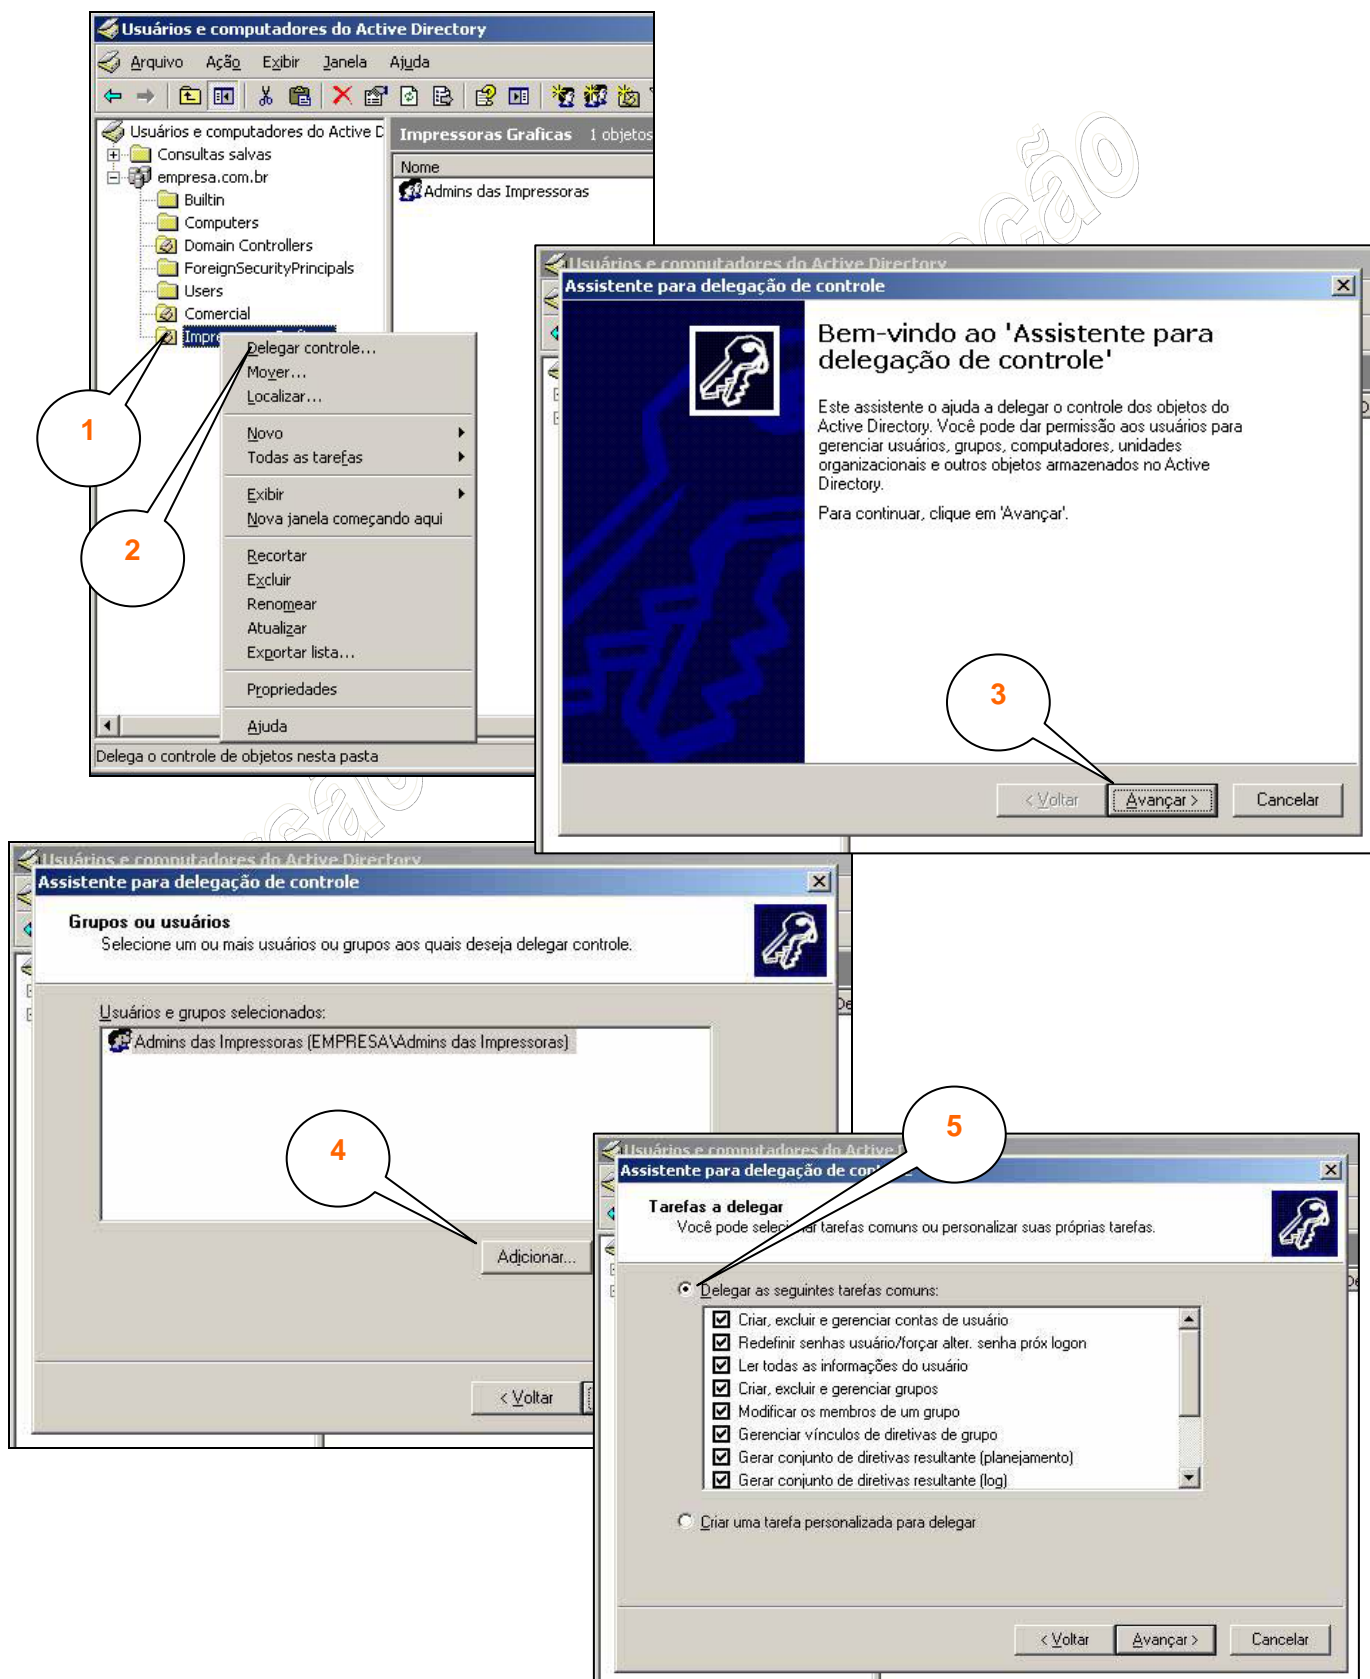 Usuários e computadores do Active Directory
Arquivo Ação Exibir Janela Ajuda
Usuários e computadores do Active D
Consultas salvas
empresa.com.br
Builtin
Computers
Domain Controllers
ForeignSecurityPrincipals
Users
Comercial
Impre
Impressoras Graficas 1 objetos
Nome
Admins das Impressoras
Delegar controle...
Mover...
Localizar...
Novo
Todas as tarefas
Exibir
Nova janela começando aqui
Recortar
Excluir
Renomear
Atualizar
Exportar lista...
Propriedades
Ajuda
Delega o controle de objetos nesta pasta
1
2
Usuários e computadores do Active Directory
Assistente para delegação de controle
Bem-vindo ao 'Assistente para
delegação de controle'
Este assistente o ajuda a delegar o controle dos objetos do
Active Directory. Você pode dar permissão aos usuários para
gerenciar usuários, grupos, computadores, unidades
organizacionais e outros objetos armazenados no Active
Directory.
Para continuar, clique em 'Avançar'.
3
< Voltar Avançar > Cancelar
Usuários e computadores do Active Directory
Assistente para delegação de controle
Grupos ou usuários
Selecione um ou mais usuários ou grupos aos quais deseja delegar controle.
Usuários e grupos selecionados:
Admins das Impressoras (EMPRESA\Admins das Impressoras)
4
Adicionar...
< Voltar
5
Usuários e computadores do Active
Assistente para delegação de con
Tarefas a delegar
Você pode selecionar tarefas comuns ou personalizar suas próprias tarefas.
Delegar as seguintes tarefas comuns:
Criar, excluir e gerenciar contas de usuário
Redefinir senhas usuário/forçar alter. senha próx logon
Ler todas as informações do usuário
Criar, excluir e gerenciar grupos
Modificar os membros de um grupo
Gerenciar vínculos de diretivas de grupo
Gerar conjunto de diretivas resultante (planejamento)
Gerar conjunto de diretivas resultante (log)
Criar uma tarefa personalizada para delegar
< Voltar Avançar > Cancelar